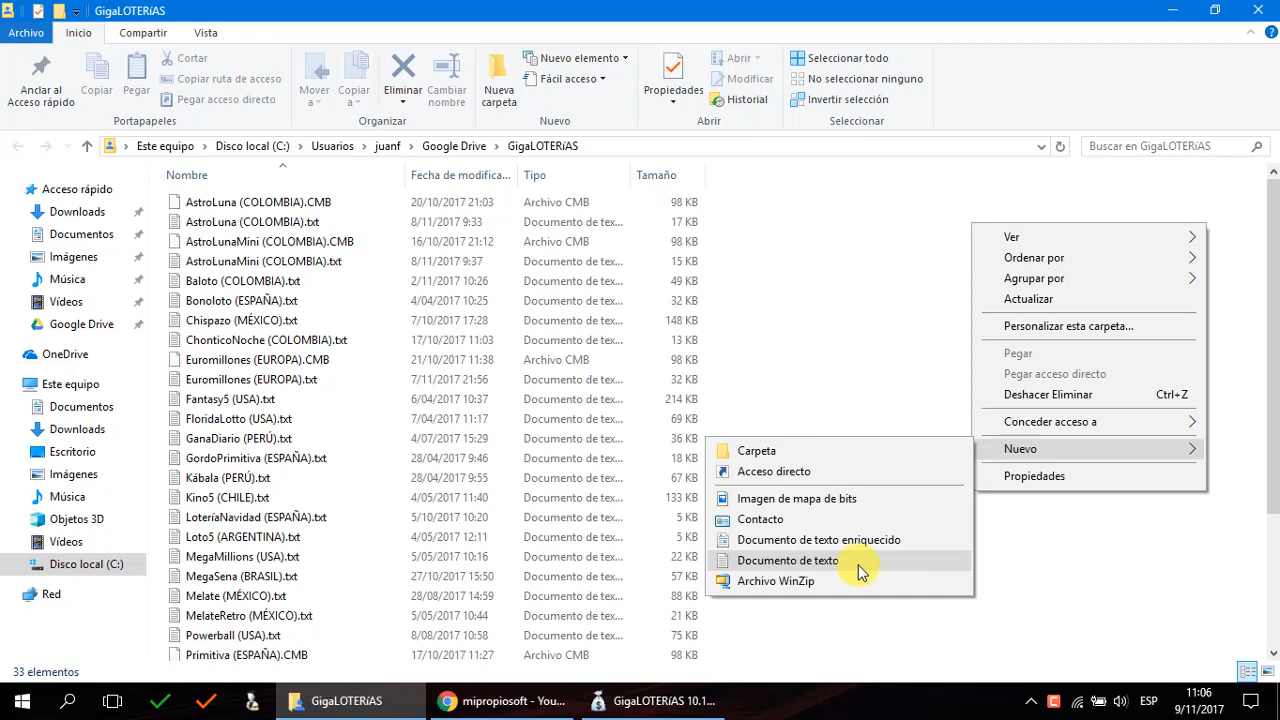 GigaLOTERíAS
Archivo
Inicio
Compartir
Vista
Anclar al
Acceso rápido
Copiar
Pegar
Cortar
Copiar ruta de acceso
Pegar acceso directo
Portapapeles
Mover
a
Copiar
a
Eliminar
Cambiar
nombre
Organizar
Nueva
carpeta
Nuevo elemento
Fácil acceso
Nuevo
Propiedades
Abrir
Modificar
Historial
Abrir
Seleccionar todo
No seleccionar ninguno
Invertir selección
Seleccionar
Este equipo > Disco local (C:) > Usuarios > juanf > Google Drive > GigaLOTERíAS
Buscar en GigaLOTERíAS
Nombre Fecha de modifica... Tipo Tamaño
Acceso rápido
Downloads
Documentos
Imágenes
Música
Vídeos
Google Drive
OneDrive
Este equipo
Documentos
Downloads
Escritorio
Imágenes
Música
Objetos 3D
Vídeos
Disco local (C:)
Red
AstroLuna (COLOMBIA).CMB 20/10/2017 21:03 Archivo CMB 98 KB
AstroLuna (COLOMBIA).txt 8/11/2017 9:33 Documento de tex... 17 KB
AstroLunaMini (COLOMBIA).CMB 16/10/2017 21:12 Archivo CMB 98 KB
AstroLunaMini (COLOMBIA).txt 8/11/2017 9:37 Documento de tex... 15 KB
Baloto (COLOMBIA).txt 2/11/2017 10:26 Documento de tex... 49 KB
Bonoloto (ESPAÑA).txt 4/04/2017 10:25 Documento de tex... 32 KB
Chispazo (MÉXICO).txt 7/10/2017 17:28 Documento de tex... 148 KB
ChonticoNoche (COLOMBIA).txt 17/10/2017 11:03 Documento de tex... 13 KB
Euromillones (EUROPA).CMB 21/10/2017 11:38 Archivo CMB 98 KB
Euromillones (EUROPA).txt 7/11/2017 21:56 Documento de tex... 32 KB
Fantasy5 (USA).txt 6/04/2017 10:37 Documento de tex... 214 KB
FloridaLotto (USA).txt 7/04/2017 11:17 Documento de tex... 69 KB
GanaDiario (PERÚ).txt 4/07/2017 15:29 Documento de tex... 36 KB
GordoPrimitiva (ESPAÑA).txt 28/04/2017 9:46 Documento de tex... 18 KB
Kábala (PERÚ).txt 28/04/2017 9:55 Documento de tex... 67 KB
Kino5 (CHILE).txt 4/05/2017 11:40 Documento de tex... 133 KB
LoteríaNavidad (ESPAÑA).txt 5/10/2017 10:20 Documento de tex... 5 KB
Loto5 (ARGENTINA).txt 4/05/2017 12:11 Documento de tex... 5 KB
MegaMillions (USA).txt 5/05/2017 10:16 Documento de tex... 22 KB
MegaSena (BRASIL).txt 27/10/2017 15:50 Documento de tex... 57 KB
Melate (MÉXICO).txt 28/08/2017 14:59 Documento de tex... 88 KB
MelateRetro (MÉXICO).txt 5/05/2017 10:44 Documento de tex... 21 KB
Powerball (USA).txt 8/08/2017 10:58 Documento de tex... 75 KB
Primitiva (ESPAÑA).CMB 17/10/2017 11:27 Archivo CMB 98 KB
Ver
Ordenar por
Agrupar por
Actualizar
Personalizar esta carpeta...
Pegar
Pegar acceso directo
Deshacer Eliminar Ctrl+Z
Conceder acceso a
Nuevo
Propiedades
Carpeta
Acceso directo
Imagen de mapa de bits
Contacto
Documento de texto enriquecido
Documento de texto
Archivo WinZip
33 elementos
GigaLOTERíAS
mipropiosoft - You...
GigaLOTERíAS 10.1...
ESP
11:06
9/11/2017